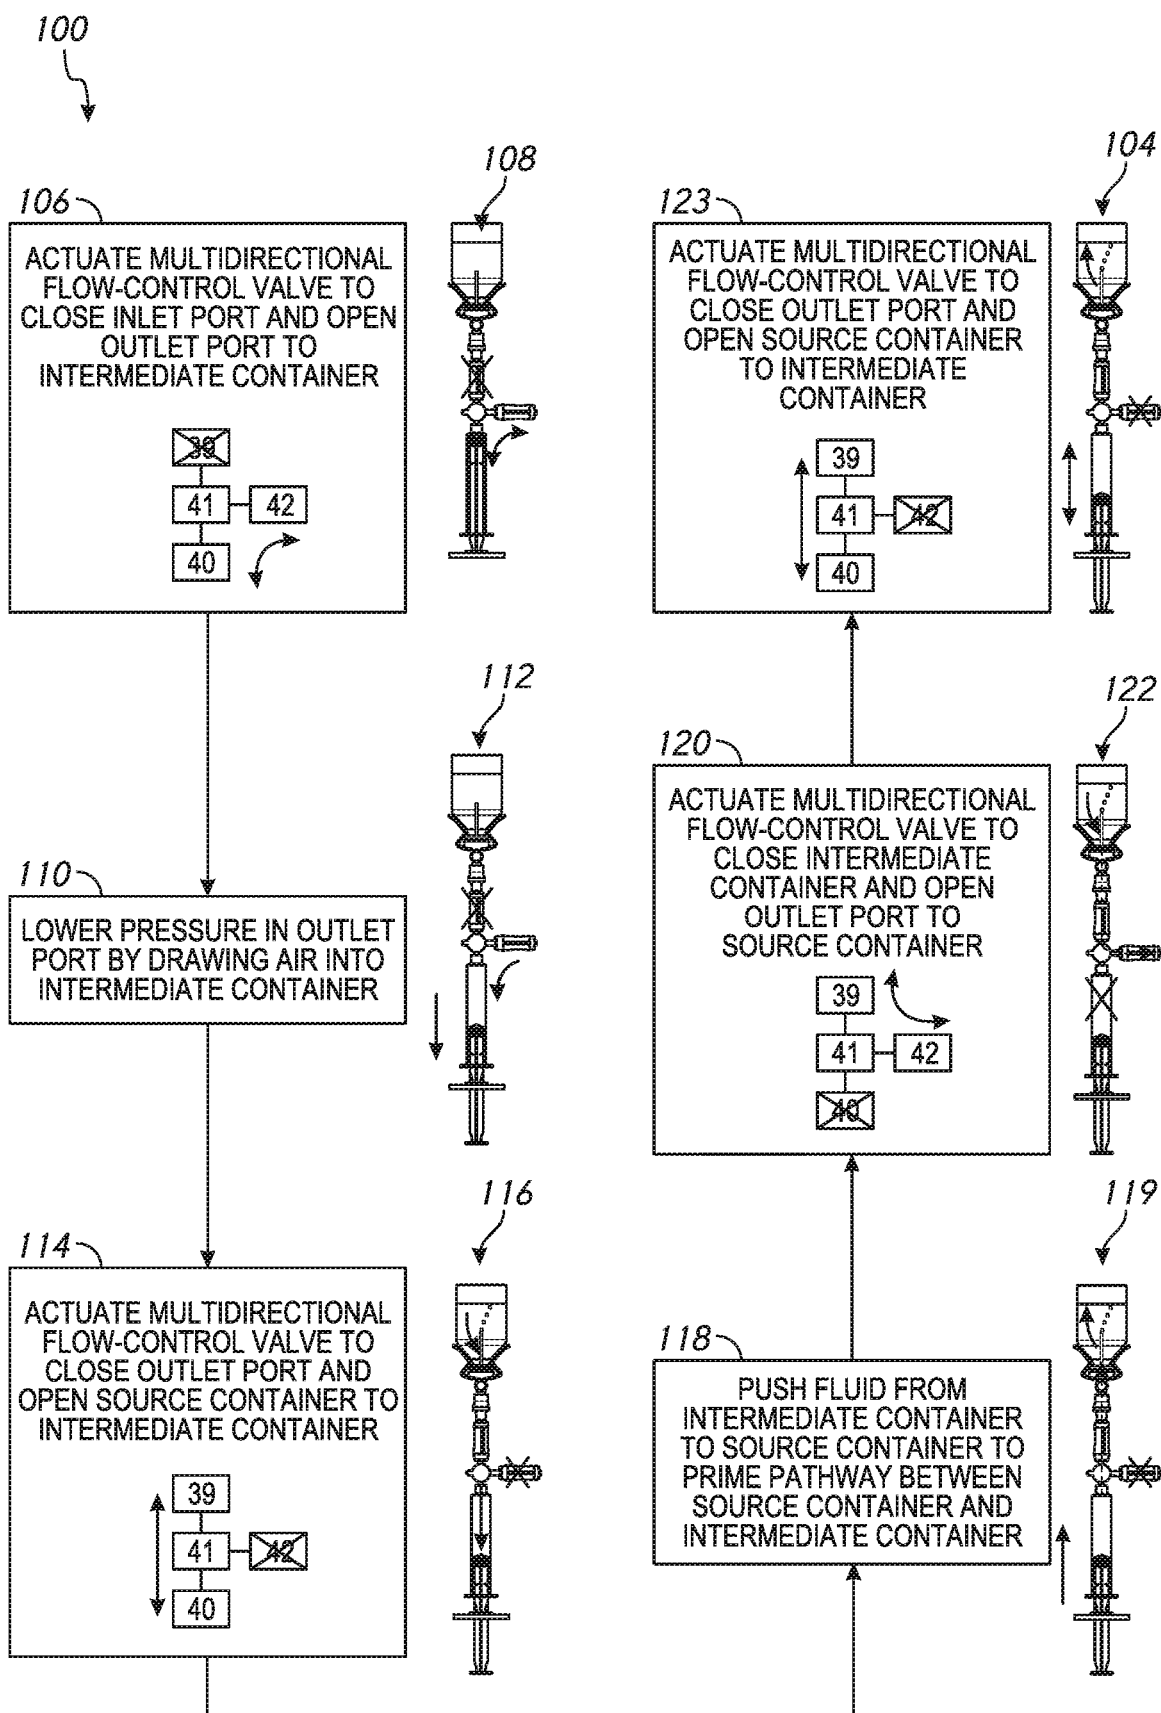 100
106
108
ACTUATE MULTIDIRECTIONAL
FLOW-CONTROL VALVE TO
CLOSE INLET PORT AND OPEN
OUTLET PORT TO
INTERMEDIATE CONTAINER
39
41
42
40
110
112
LOWER PRESSURE IN OUTLET
PORT BY DRAWING AIR INTO
INTERMEDIATE CONTAINER
114
116
ACTUATE MULTIDIRECTIONAL
FLOW-CONTROL VALVE TO
CLOSE OUTLET PORT AND
OPEN SOURCE CONTAINER TO
INTERMEDIATE CONTAINER
39
41
42
40
118
119
PUSH FLUID FROM
INTERMEDIATE CONTAINER
TO SOURCE CONTAINER TO
PRIME PATHWAY BETWEEN
SOURCE CONTAINER AND
INTERMEDIATE CONTAINER
120
122
ACTUATE MULTIDIRECTIONAL
FLOW-CONTROL VALVE TO
CLOSE INTERMEDIATE
CONTAINER AND OPEN
OUTLET PORT TO
SOURCE CONTAINER
39
41
42
40
123
104
ACTUATE MULTIDIRECTIONAL
FLOW-CONTROL VALVE TO
CLOSE OUTLET PORT AND
OPEN SOURCE CONTAINER
TO INTERMEDIATE
CONTAINER
39
41
42
40